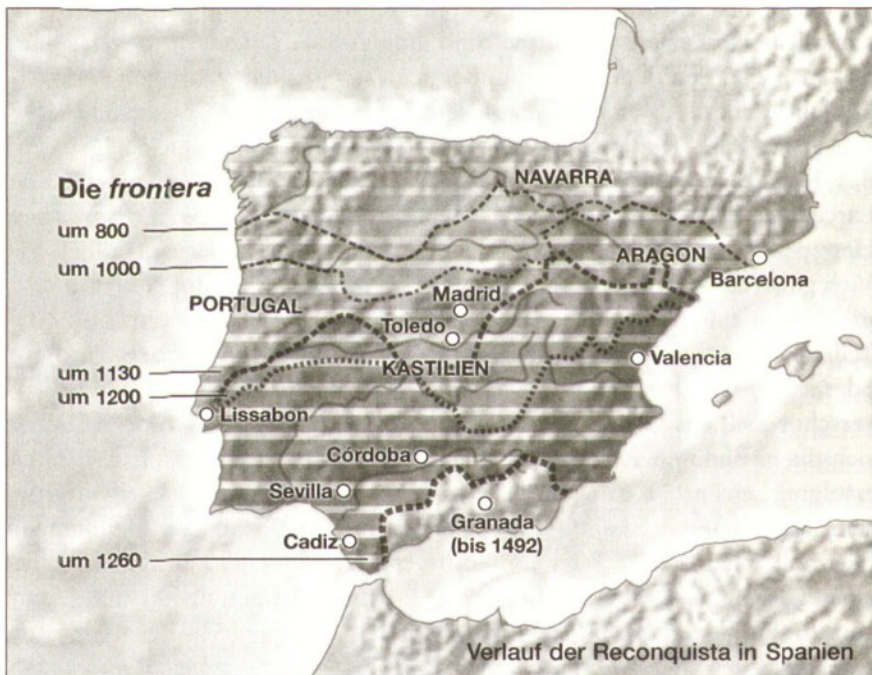 NAVARRA
Die frontera
um 800
um 1000
ARAGON
Barcelona
PORTUGAL
Madrid
Toledo
Valencia
um 1130
KASTILIEN
um 1200
Lissabon
Córdoba
Sevilla
Granada
(bis 1492)
Cadiz
um 1260
Verlauf der Reconquista in Spanien